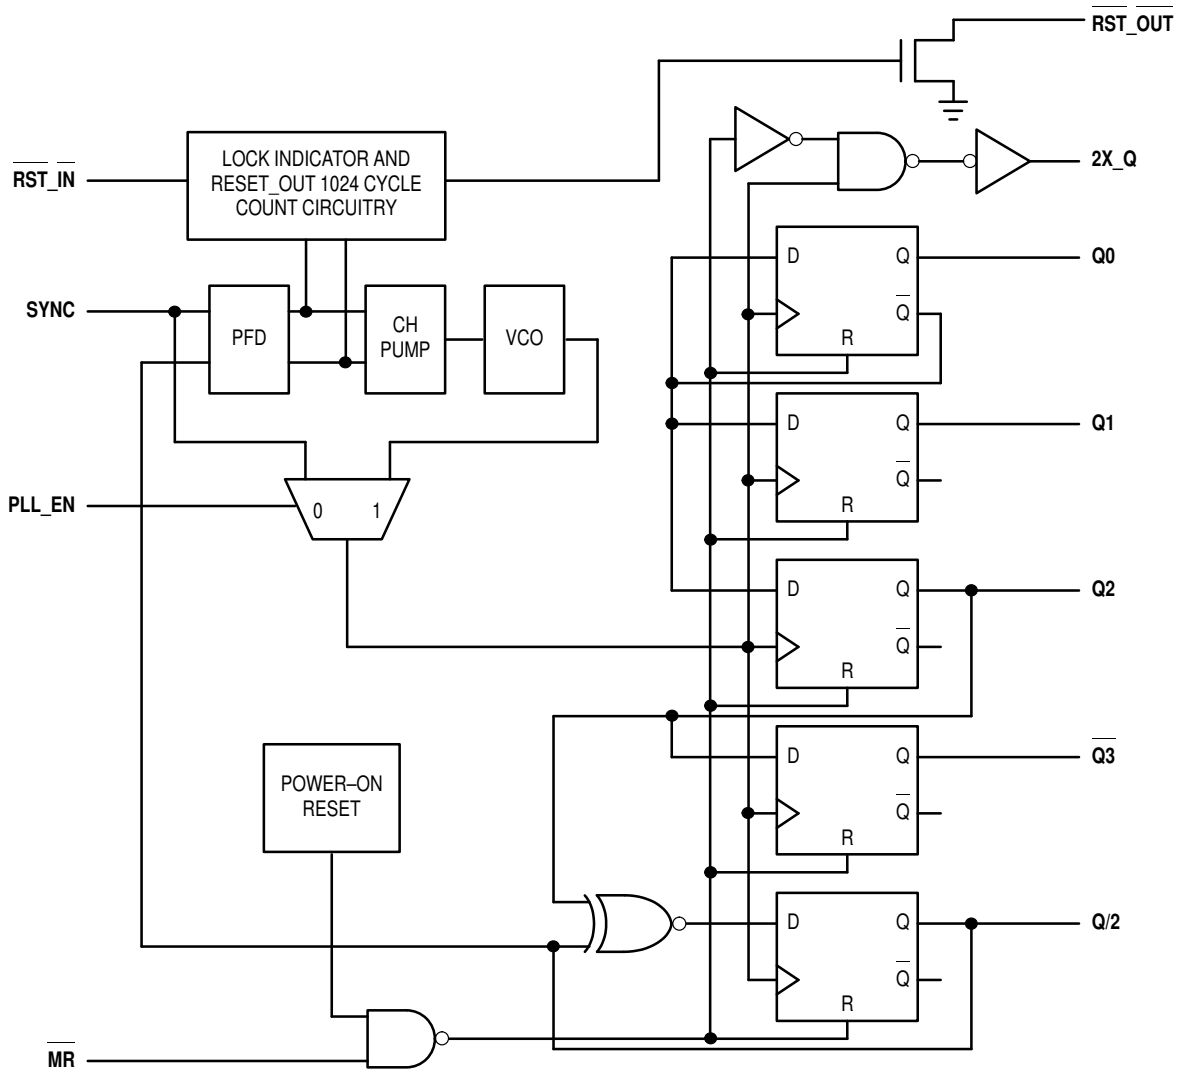 RST_OUT
LOCK INDICATOR AND
RESET_OUT 1024 CYCLE
COUNT CIRCUITRY
RST_IN
2X_Q
SYNC
PFD
CH
PUMP
VCO
D
Q
Q
R
Q0
D
Q
Q
R
Q1
PLL_EN
0
1
D
Q
Q
R
Q2
D
Q
Q
R
Q3
POWER–ON
RESET
D
Q
Q
R
Q/2
MR